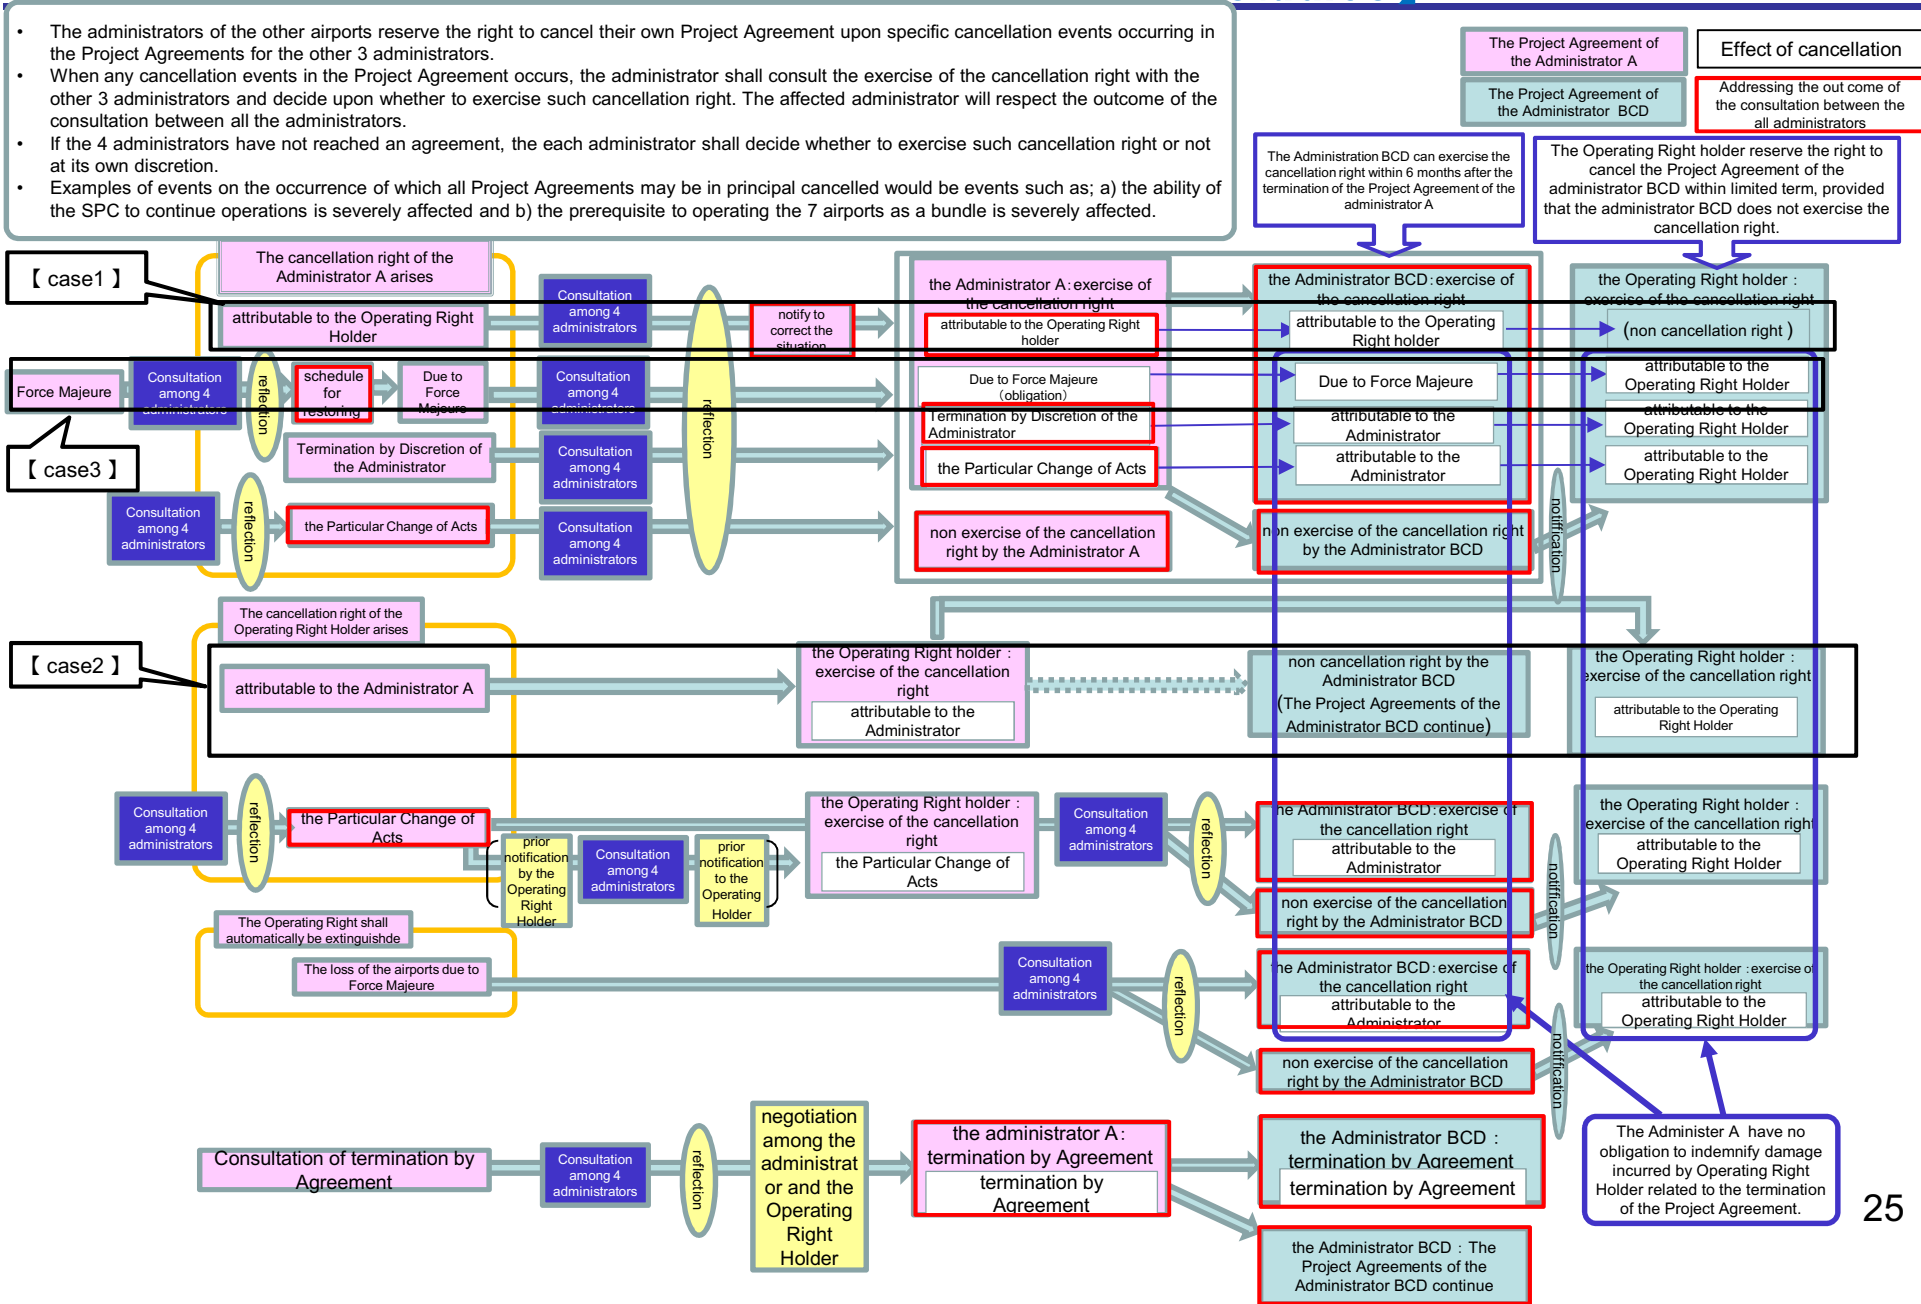 • The administrators of the other airports reserve the right to cancel their own Project Agreement upon specific cancellation events occurring in
the Project Agreements for the other 3 administrators.
• When any cancellation events in the Project Agreement occurs, the administrator shall consult the exercise of the cancellation right with the
other 3 administrators and decide upon whether to exercise such cancellation right. The affected administrator will respect the outcome of the
consultation between all the administrators.
• If the 4 administrators have not reached an agreement, the each administrator shall decide whether to exercise such cancellation right or not
at its own discretion.
• Examples of events on the occurrence of which all Project Agreements may be in principal cancelled would be events such as; a) the ability of
the SPC to continue operations is severely affected and b) the prerequisite to operating the 7 airports as a bundle is severely affected.
The Project Agreement of
the Administrator A
Effect of cancellation
The Project Agreement of
the Administrator BCD
Addressing the out come of
the consultation between the
all administrators
The Administration BCD can exercise the
cancellation right within 6 months after the
termination of the Project Agreement of the
administrator A
The Operating Right holder reserve the right to
cancel the Project Agreement of the
administrator BCD within limited term, provided
that the administrator BCD does not exercise the
cancellation right.
The cancellation right of the
Administrator A arises
【 case1 】
attributable to the Operating Right
Holder
Consultation
among 4
administrators
notify to
correct the
situation
reflection
the Administrator A:exercise of
the cancellation right
attributable to the Operating Right
holder
the Administrator BCD:exercise of
the cancellation right
attributable to the Operating
Right holder
the Operating Right holder :
exercise of the cancellation right
(non cancellation right )
Force Majeure
Consultation
among 4
administrators
reflection
schedule
for
restoring
Due to
Force
Majeure
Consultation
among 4
administrators
Due to Force Majeure
（obligation）
Due to Force Majeure
attributable to the
Operating Right Holder
【 case3 】
Termination by Discretion of
the Administrator
Consultation
among 4
administrators
Termination by Discretion of the
Administrator
attributable to the
Administrator
attributable to the
Operating Right Holder
the Particular Change of Acts
attributable to the
Administrator
attributable to the
Operating Right Holder
Consultation
among 4
administrators
reflection
the Particular Change of Acts
Consultation
among 4
administrators
non exercise of the cancellation
right by the Administrator A
non exercise of the cancellation right
by the Administrator BCD
notiffication
The cancellation right of the
Operating Right Holder arises
【 case2 】
attributable to the Administrator A
the Operating Right holder :
exercise of the cancellation
right
attributable to the
Administrator
non cancellation right by the
Administrator BCD
(The Project Agreements of the
Administrator BCD continue)
the Operating Right holder :
exercise of the cancellation right
attributable to the Operating
Right Holder
Consultation
among 4
administrators
reflection
the Particular Change of
Acts
prior
notification
by the
Operating
Right
Holder
Consultation
among 4
administrators
prior
notification
to the
Operating
Holder
the Operating Right holder :
exercise of the cancellation
right
the Particular Change of
Acts
Consultation
among 4
administrators
reflection
the Administrator BCD:exercise of
the cancellation right
attributable to the
Administrator
non exercise of the cancellation
right by the Administrator BCD
notiffication
the Operating Right holder :
exercise of the cancellation right
attributable to the
Operating Right Holder
The Operating Right shall
automatically be extinguishde
The loss of the airports due to
Force Majeure
Consultation
among 4
administrators
reflection
the Administrator BCD:exercise of
the cancellation right
attributable to the
Administrator
non exercise of the cancellation
right by the Administrator BCD
notiffication
the Operating Right holder :exercise of
the cancellation right
attributable to the
Operating Right Holder
Consultation of termination by
Agreement
Consultation
among 4
administrators
reflection
negotiation
among the
administrat
or and the
Operating
Right
Holder
the administrator A:
termination by Agreement
termination by
Agreement
the Administrator BCD :
termination by Agreement
termination by Agreement
the Administrator BCD : The
Project Agreements of the
Administrator BCD continue
The Administer A have no
obligation to indemnify damage
incurred by Operating Right
Holder related to the termination
of the Project Agreement.
25